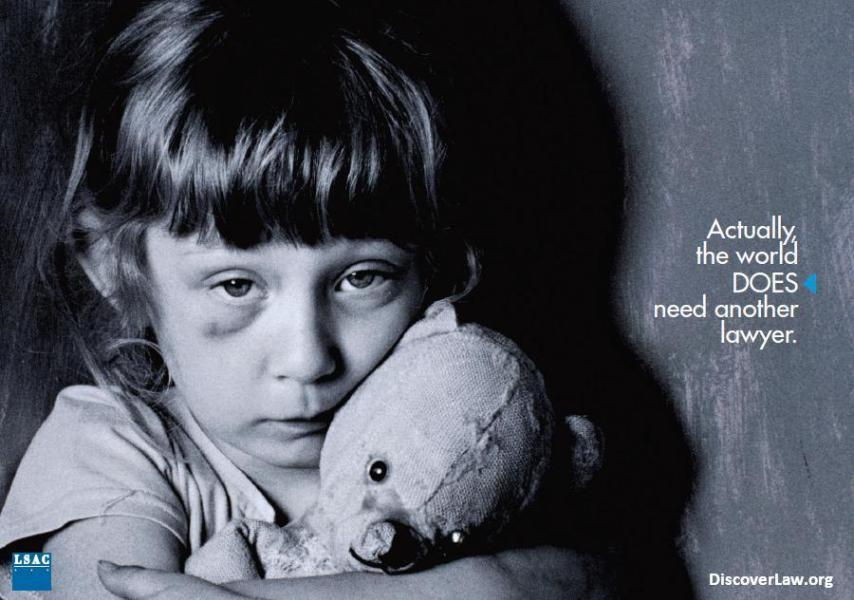 Actually,
the world
DOES
need another
lawyer.
LSAC
DiscoverLaw.org